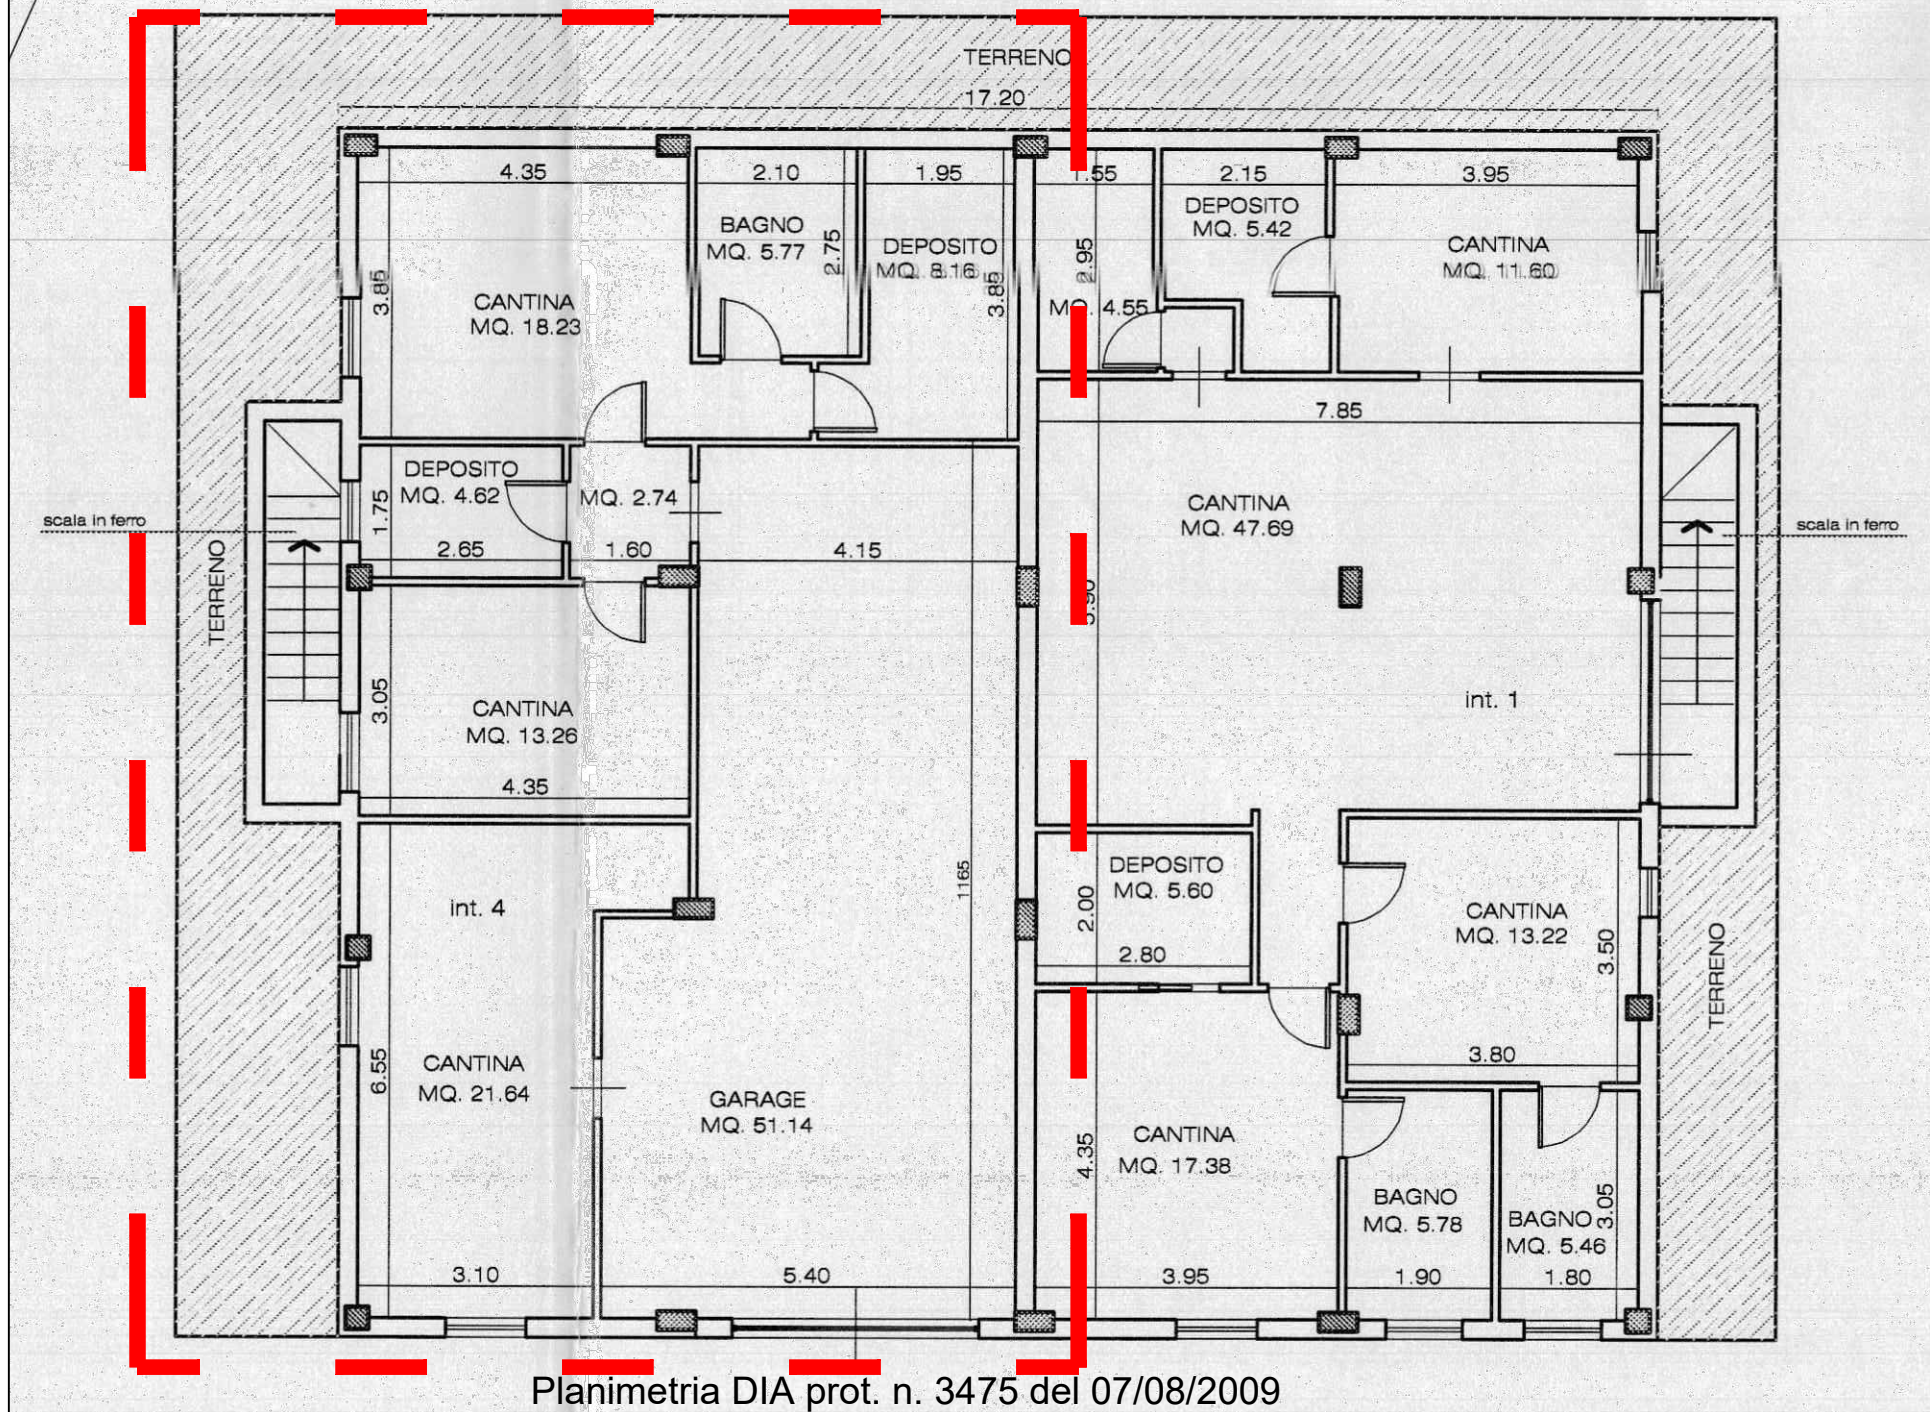 TERRENO
17.20
4.35
2.10
1.95
1.55
2.15
3.95
BAGNO
MQ. 5.77
2.75
DEPOSITO
MQ. 8.16
3.85
2.95
4.55
DEPOSITO
MQ. 5.42
CANTINA
MQ. 11.60
3.85
CANTINA
MQ. 18.23
7.85
DEPOSITO
MQ. 4.62
1.75
2.65
MQ. 2.74
1.60
4.15
CANTINA
MQ. 47.69
scala in ferro
scala in ferro
TERRENO
int. 1
3.05
CANTINA
MQ. 13.26
4.35
int. 4
1165
DEPOSITO
MQ. 5.60
2.00
2.80
CANTINA
MQ. 13.22
3.50
TERRENO
3.80
6.55
CANTINA
MQ. 21.64
GARAGE
MQ. 51.14
4.35
CANTINA
MQ. 17.38
BAGNO
MQ. 5.78
BAGNO
MQ. 5.46
3.05
3.10
5.40
3.95
1.90
1.80
Planimetria DIA prot. n. 3475 del 07/08/2009